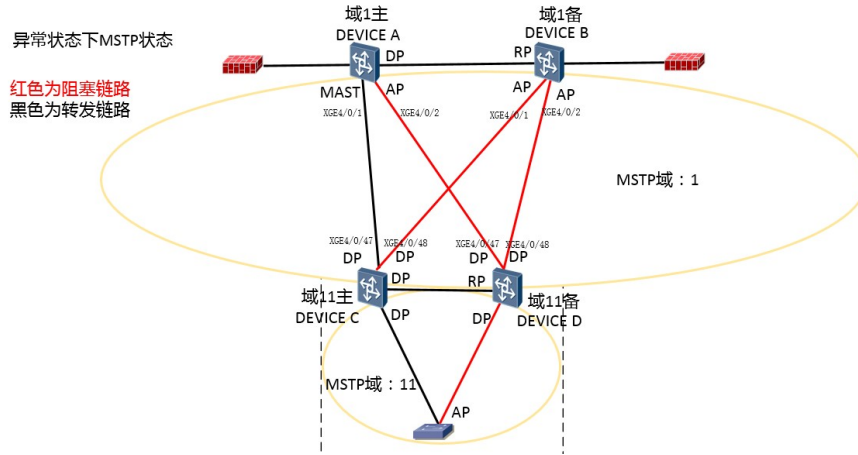 域1主
DEVICE A
域1备
DEVICE B
异常状态下MSTP状态
红色为阻塞链路
黑色为转发链路
DP
RP
MAST
AP
AP
AP
XGE4/0/1
XGE4/0/2
XGE4/0/1
XGE4/0/2
MSTP域：1
XGE4/0/47
XGE4/0/48
XGE4/0/47
XGE4/0/48
DP
DP
DP
DP
DP
RP
域11主
DEVICE C
域11备
DEVICE D
DP
DP
MSTP域：11
AP